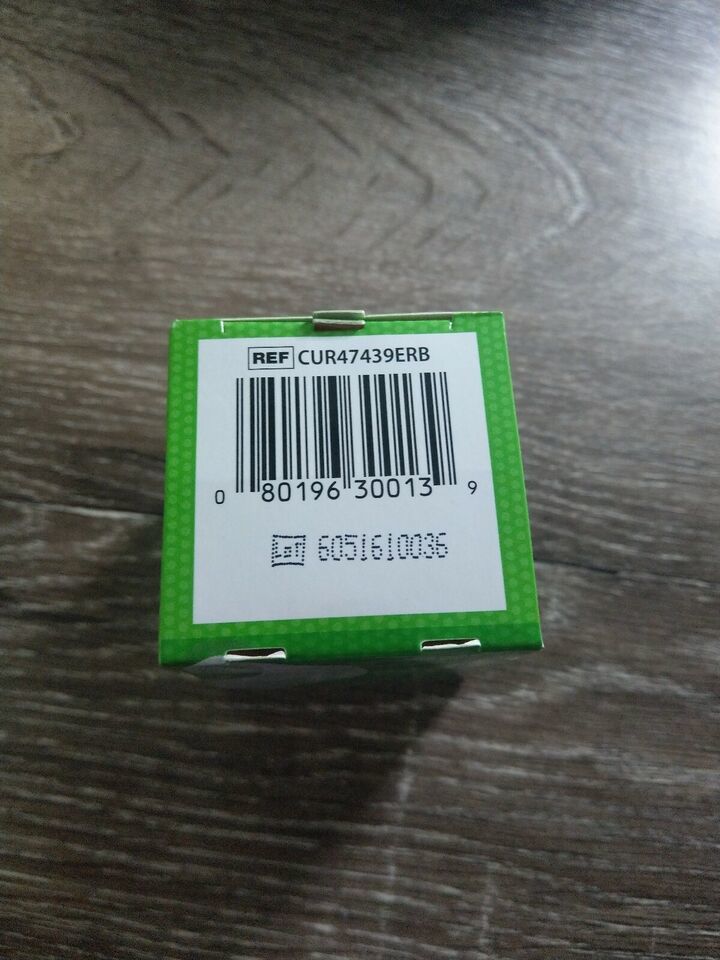 REF CUR47439ERB
0 80196 30013 9
LOT 6051610036